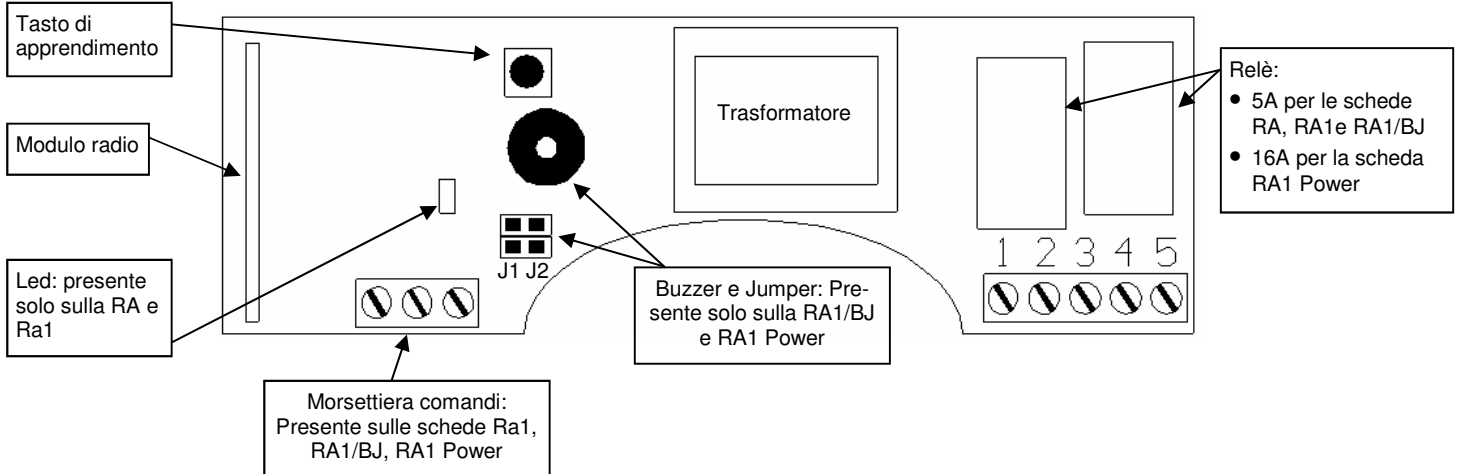 Tasto di
apprendimento
Modulo radio
Led: presente
solo sulla RA e
Ra1
Morsettiera comandi:
Presente sulle schede Ra1,
RA1/BJ, RA1 Power
J1 J2
Buzzer e Jumper: Pre-
sente solo sulla RA1/BJ
e RA1 Power
Trasformatore
1 2 3 4 5
Relè:
• 5A per le schede
RA, RA1e RA1/BJ
• 16A per la scheda
RA1 Power